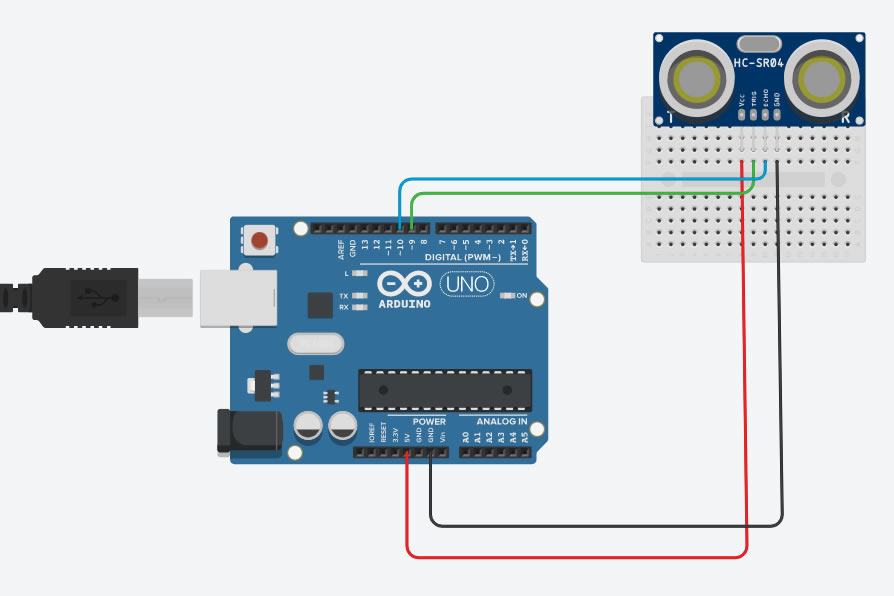 HC-SR04
VCC
TRIG
ECHO
GND
T
R
AREF
GND
13
12
~11
~10
~9
8
7
~6
~5
4
~3
2
TX→1
RX←0
DIGITAL (PWM~)
L
TX
RX
ARDUINO
UNO
ON
POWER
ANALOG IN
IOREF
RESET
3.3V
5V
GND
GND
Vin
A0
A1
A2
A3
A4
A5